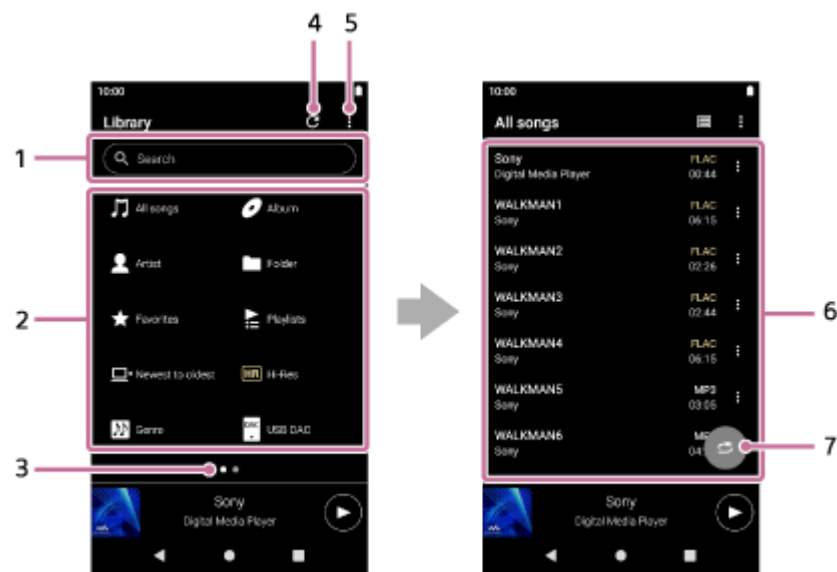 4 5
10:00
Library
1
Search
All songs
Album
Artist
Folder
2
Favorites
Playlists
Newest to oldest
HR Hi-Res
Genre
DAC USB DAC
3
Sony
Digital Media Player
10:00
All songs
Sony FLAC
Digital Media Player 00:44
WALKMAN1 FLAC
Sony 06:15
WALKMAN2 FLAC
Sony 02:26
WALKMAN3 FLAC
Sony 02:44
6
WALKMAN4 FLAC
Sony 06:15
WALKMAN5 MP3
Sony 03:05
WALKMAN6
Sony
7
Sony
Digital Media Player